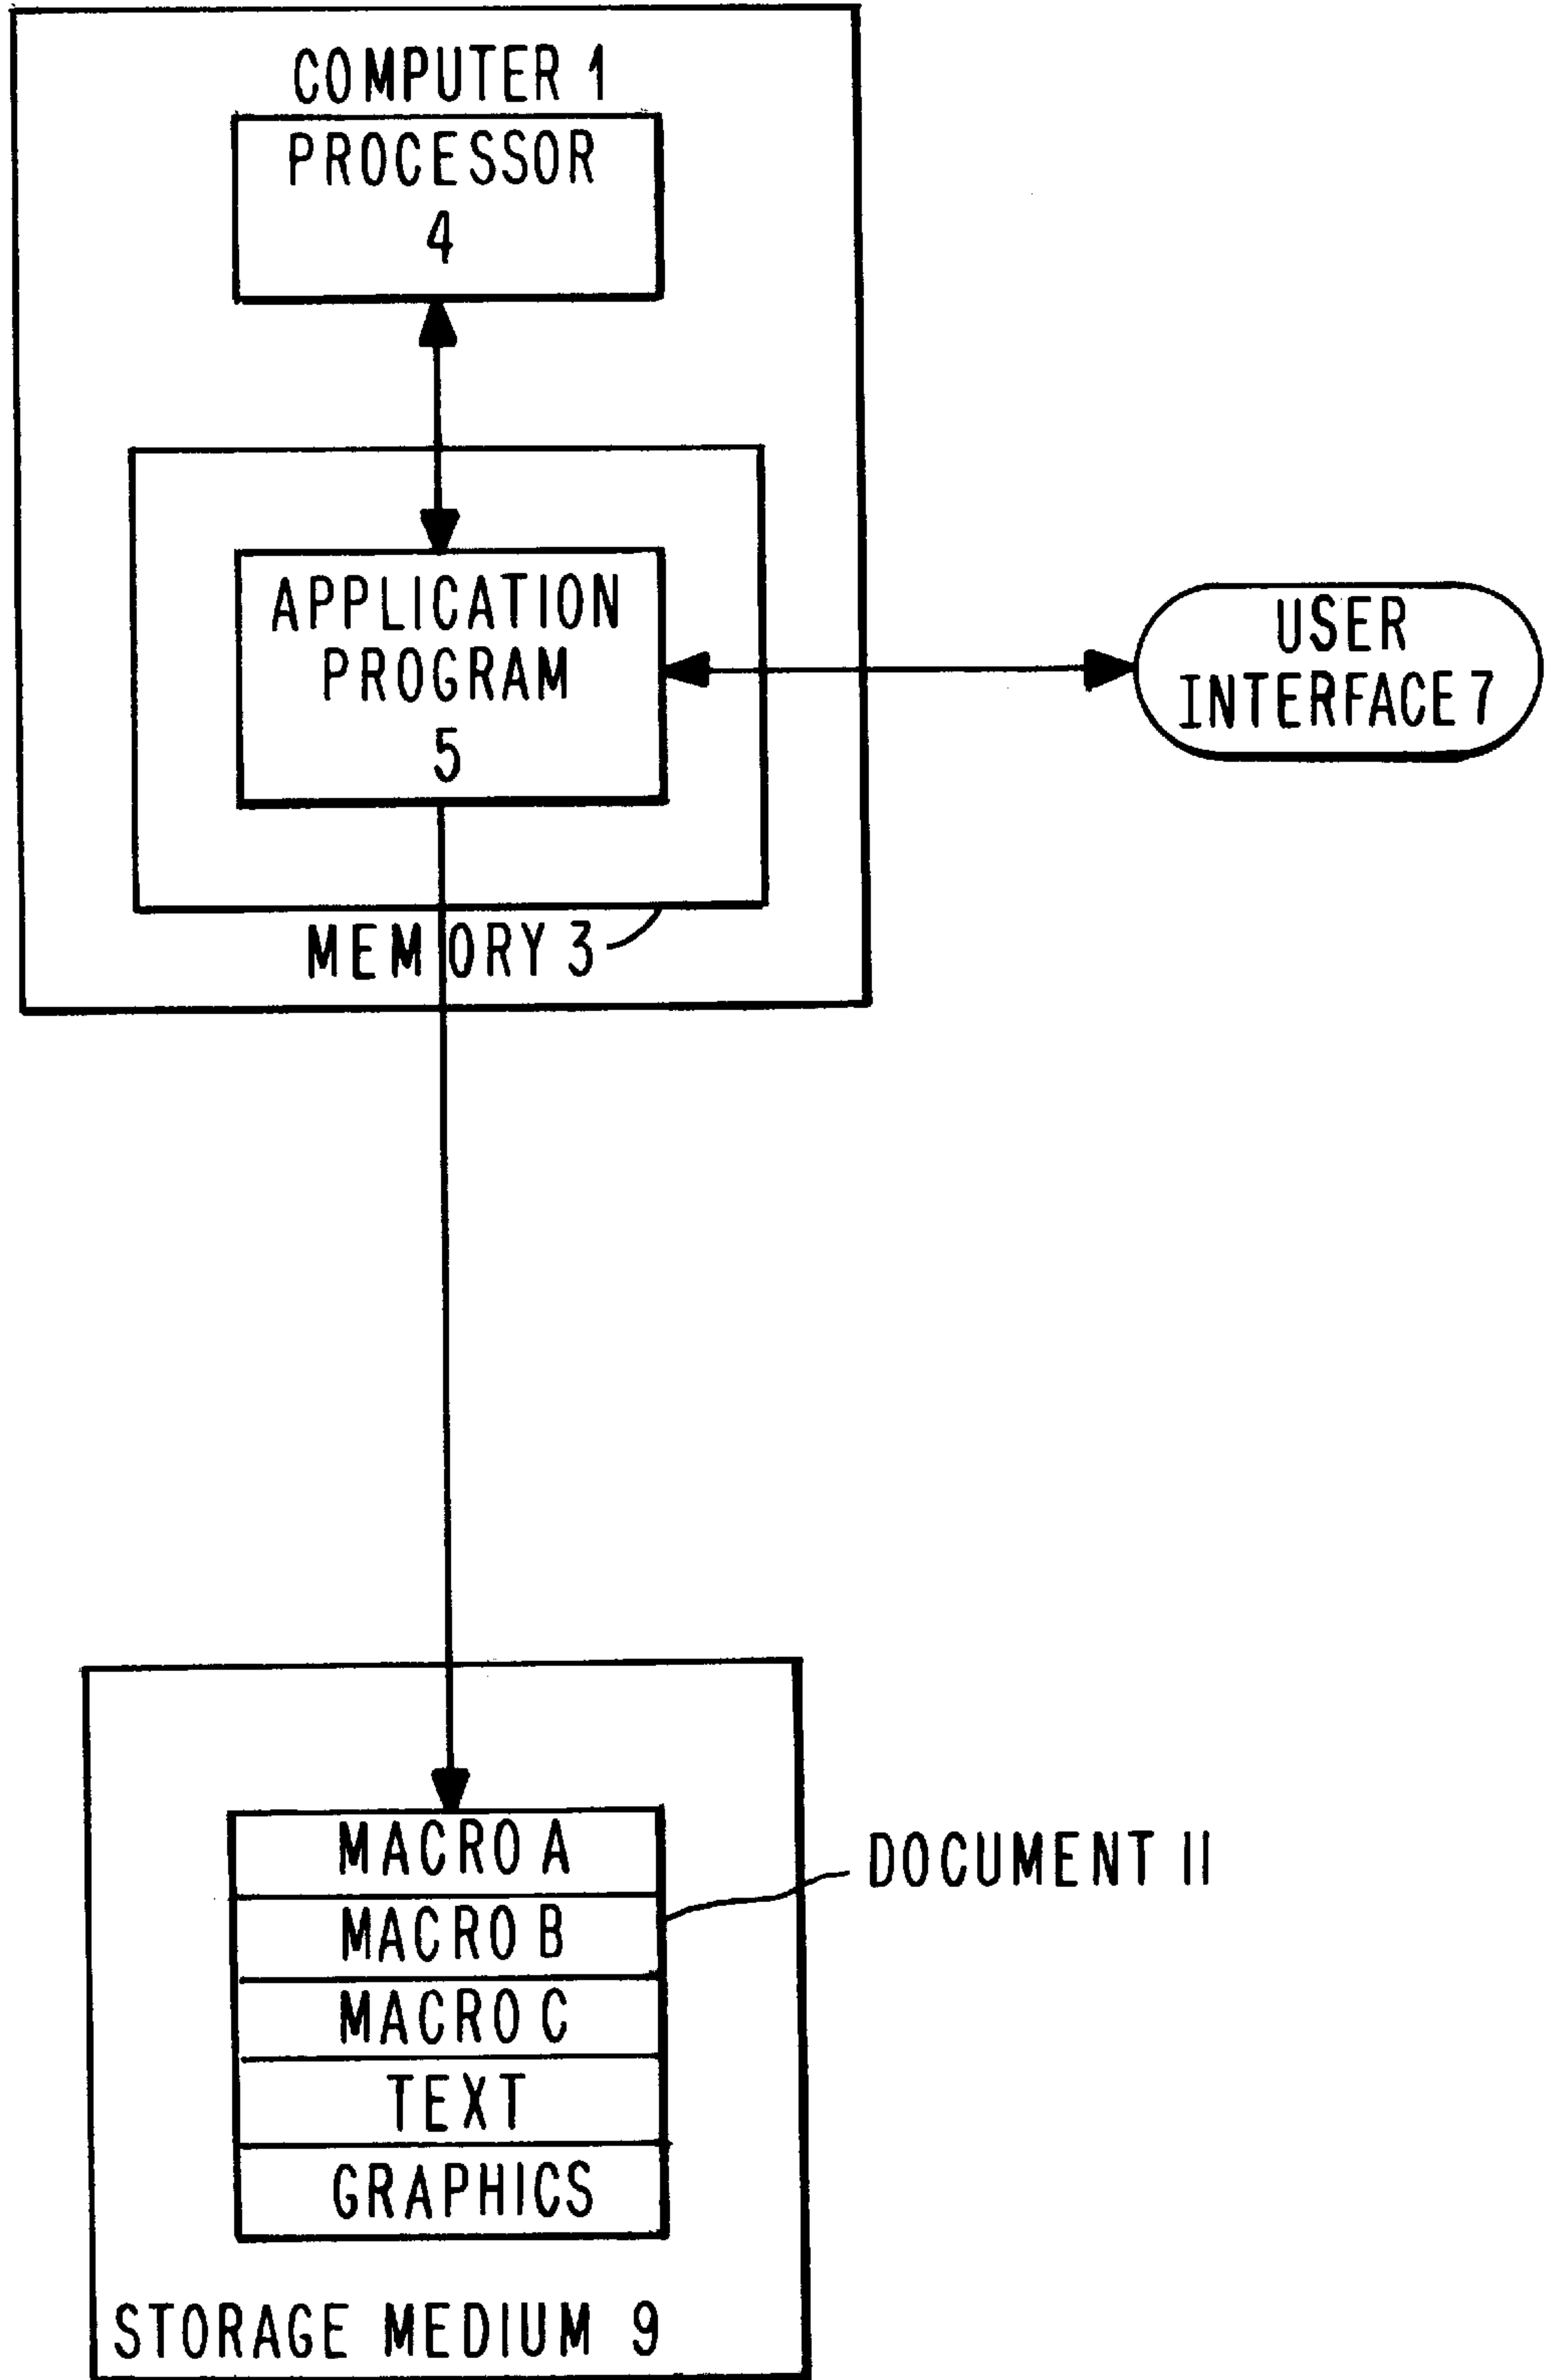 COMPUTER 1
PROCESSOR
4
APPLICATION
PROGRAM
5
USER
INTERFACE 7
MEMORY 3
MACRO A
MACRO B
MACRO C
TEXT
GRAPHICS
DOCUMENT 11
STORAGE MEDIUM 9